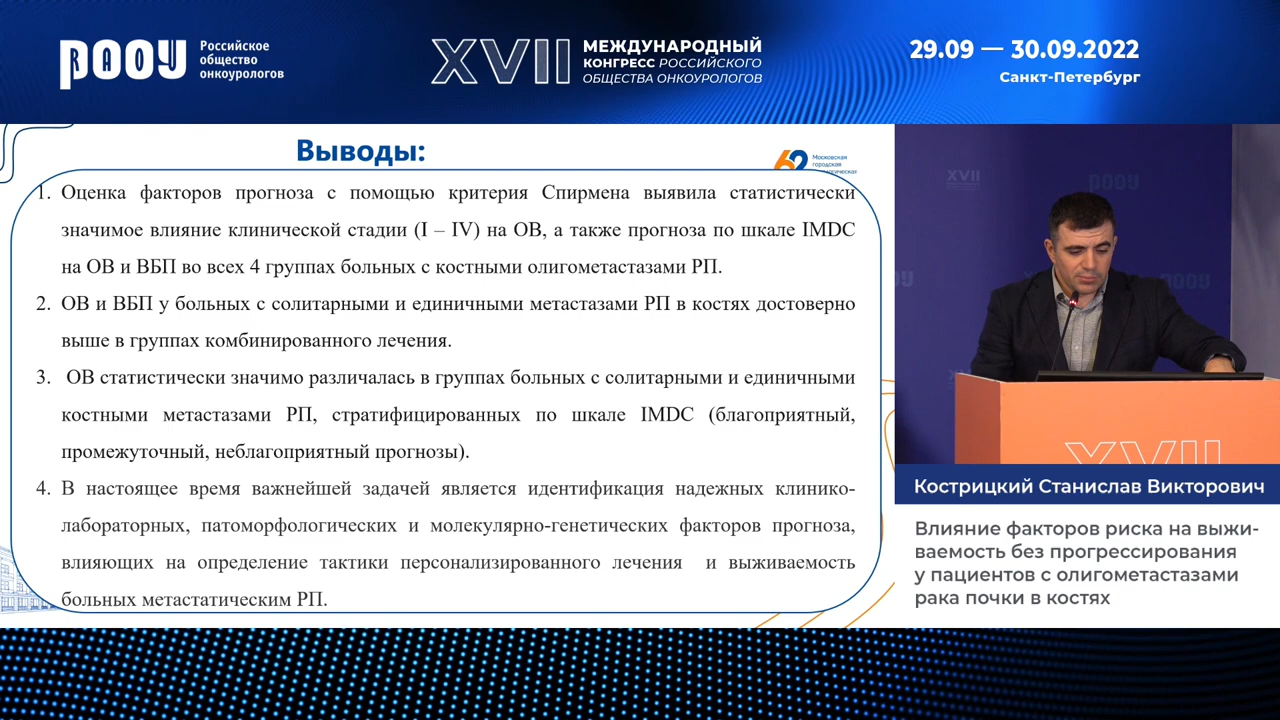 РООУ
RAOU
Российское
общество
онкоурологов
XVII
МЕЖДУНАРОДНЫЙ
КОНГРЕСС РОССИЙСКОГО
ОБЩЕСТВА ОНКОУРОЛОГОВ
29.09 — 30.09.2022
Санкт-Петербург
Выводы:
62
Московская
городская
1. Оценка факторов прогноза с помощью критерия Спирмена выявила статистически
значимое влияние клинической стадии (I – IV) на ОВ, а также прогноза по шкале IMDC
на ОВ и ВБП во всех 4 группах больных с костными олигометастазами РП.
2. ОВ и ВБП у больных с солитарными и единичными метастазами РП в костях достоверно
выше в группах комбинированного лечения.
3. ОВ статистически значимо различалась в группах больных с солитарными и единичными
костными метастазами РП, стратифицированных по шкале IMDC (благоприятный,
промежуточный, неблагоприятный прогнозы).
4. В настоящее время важнейшей задачей является идентификация надежных клинико-
лабораторных, патоморфологических и молекулярно-генетических факторов прогноза,
влияющих на определение тактики персонализированного лечения и выживаемость
больных метастатическим РП.
XVII
РООУ
XVII
Кострицкий Станислав Викторович
Влияние факторов риска на выжи-
ваемость без прогрессирования
у пациентов с олигометастазами
рака почки в костях